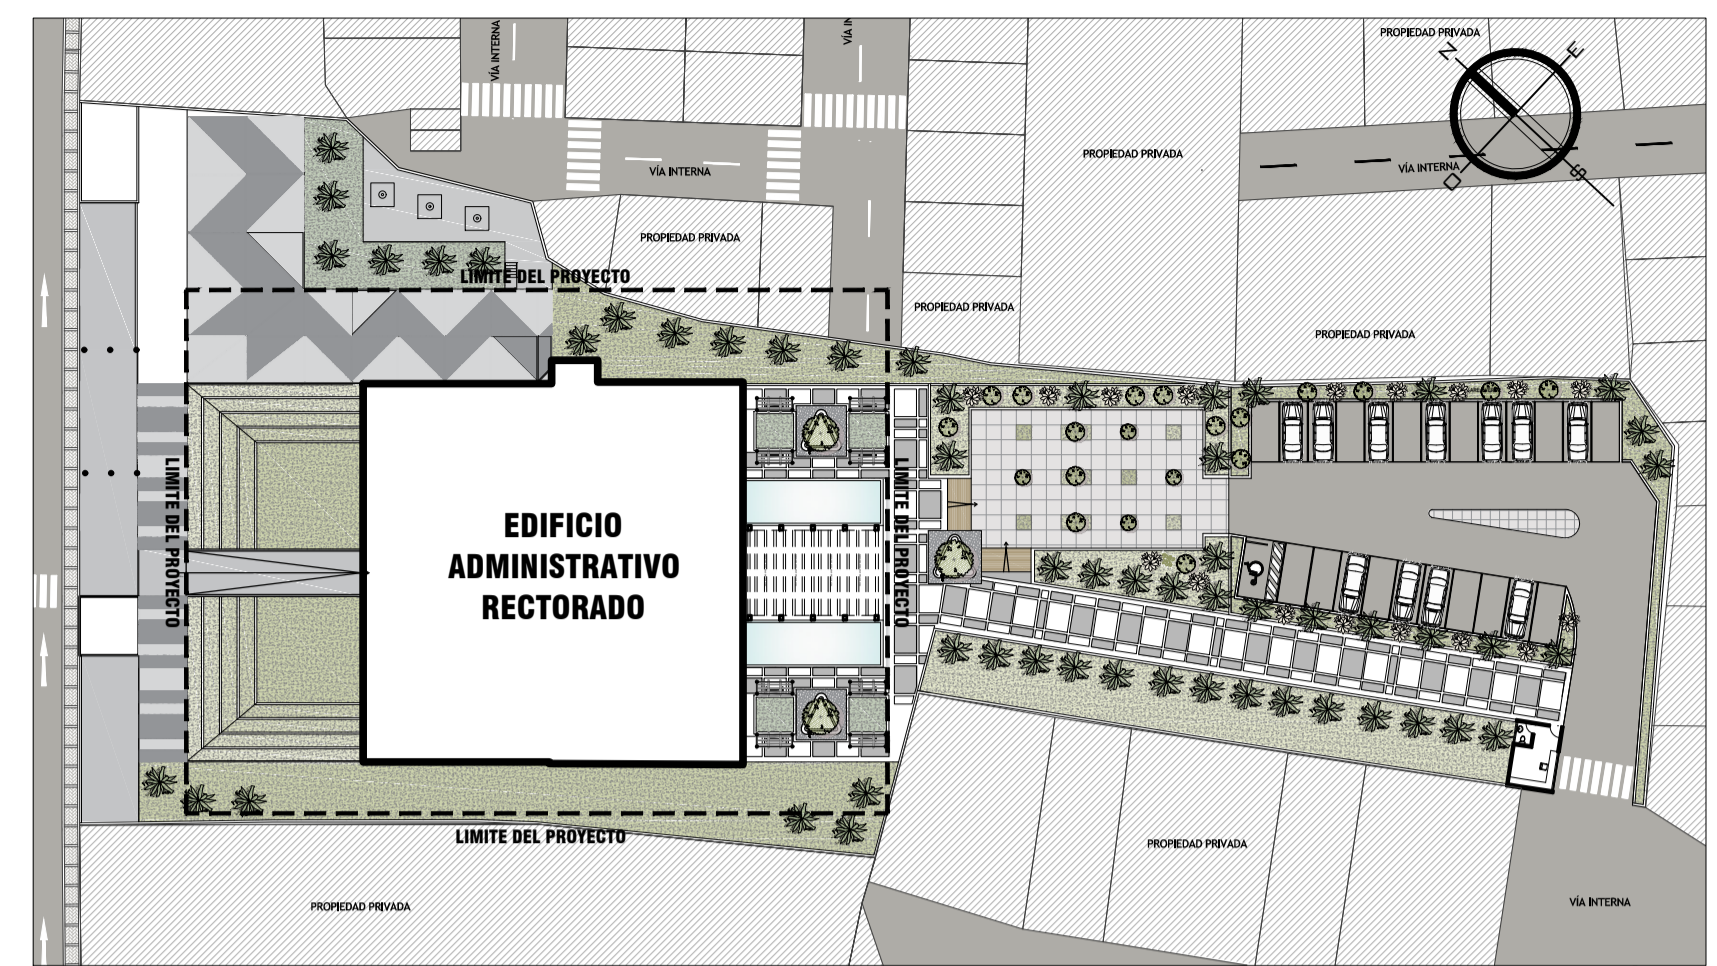 VÍA INTERNA
VÍA IN
PROPIEDAD PRIVADA
N
E
S
O
PROPIEDAD PRIVADA
VÍA INTERNA
VÍA INTERNA
PROPIEDAD PRIVADA
LIMITE DEL PROYECTO
PROPIEDAD PRIVADA
PROPIEDAD PRIVADA
LIMITE DEL PROYECTO
EDIFICIO
ADMINISTRATIVO
RECTORADO
LIMITE DEL PROYECTO
LIMITE DEL PROYECTO
PROPIEDAD PRIVADA
PROPIEDAD PRIVADA
VÍA INTERNA